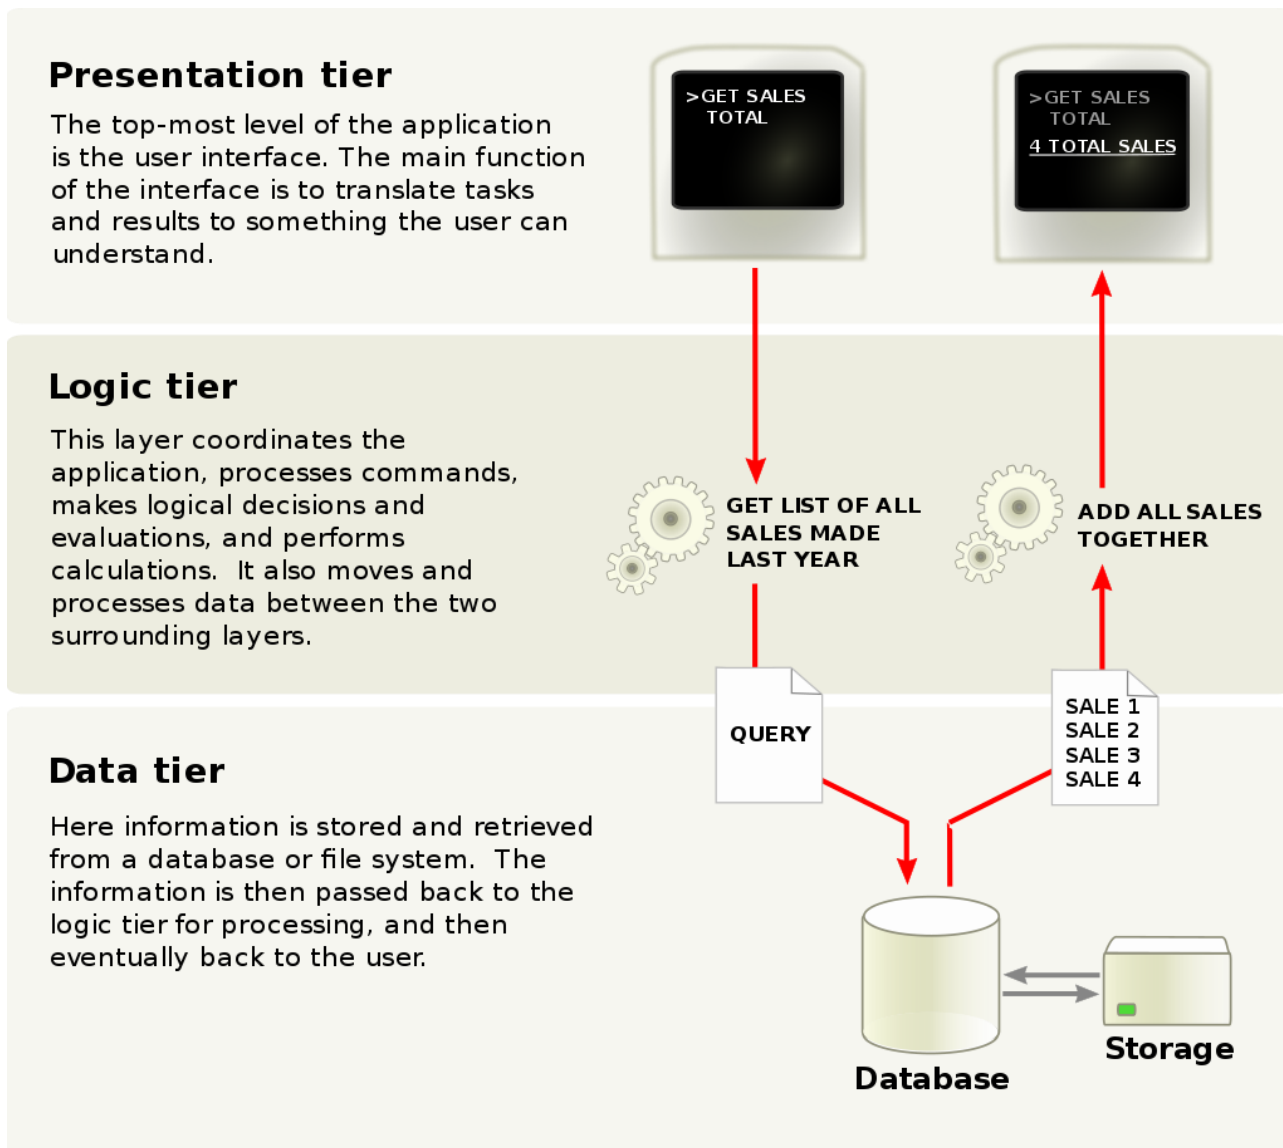 Presentation tier
The top-most level of the application
is the user interface. The main function
of the interface is to translate tasks
and results to something the user can
understand.
>GET SALES
TOTAL
>GET SALES
TOTAL
4 TOTAL SALES
Logic tier
This layer coordinates the
application, processes commands,
makes logical decisions and
evaluations, and performs
calculations. It also moves and
processes data between the two
surrounding layers.
GET LIST OF ALL
SALES MADE
LAST YEAR
ADD ALL SALES
TOGETHER
QUERY
SALE 1
SALE 2
SALE 3
SALE 4
Data tier
Here information is stored and retrieved
from a database or file system. The
information is then passed back to the
logic tier for processing, and then
eventually back to the user.
Database
Storage